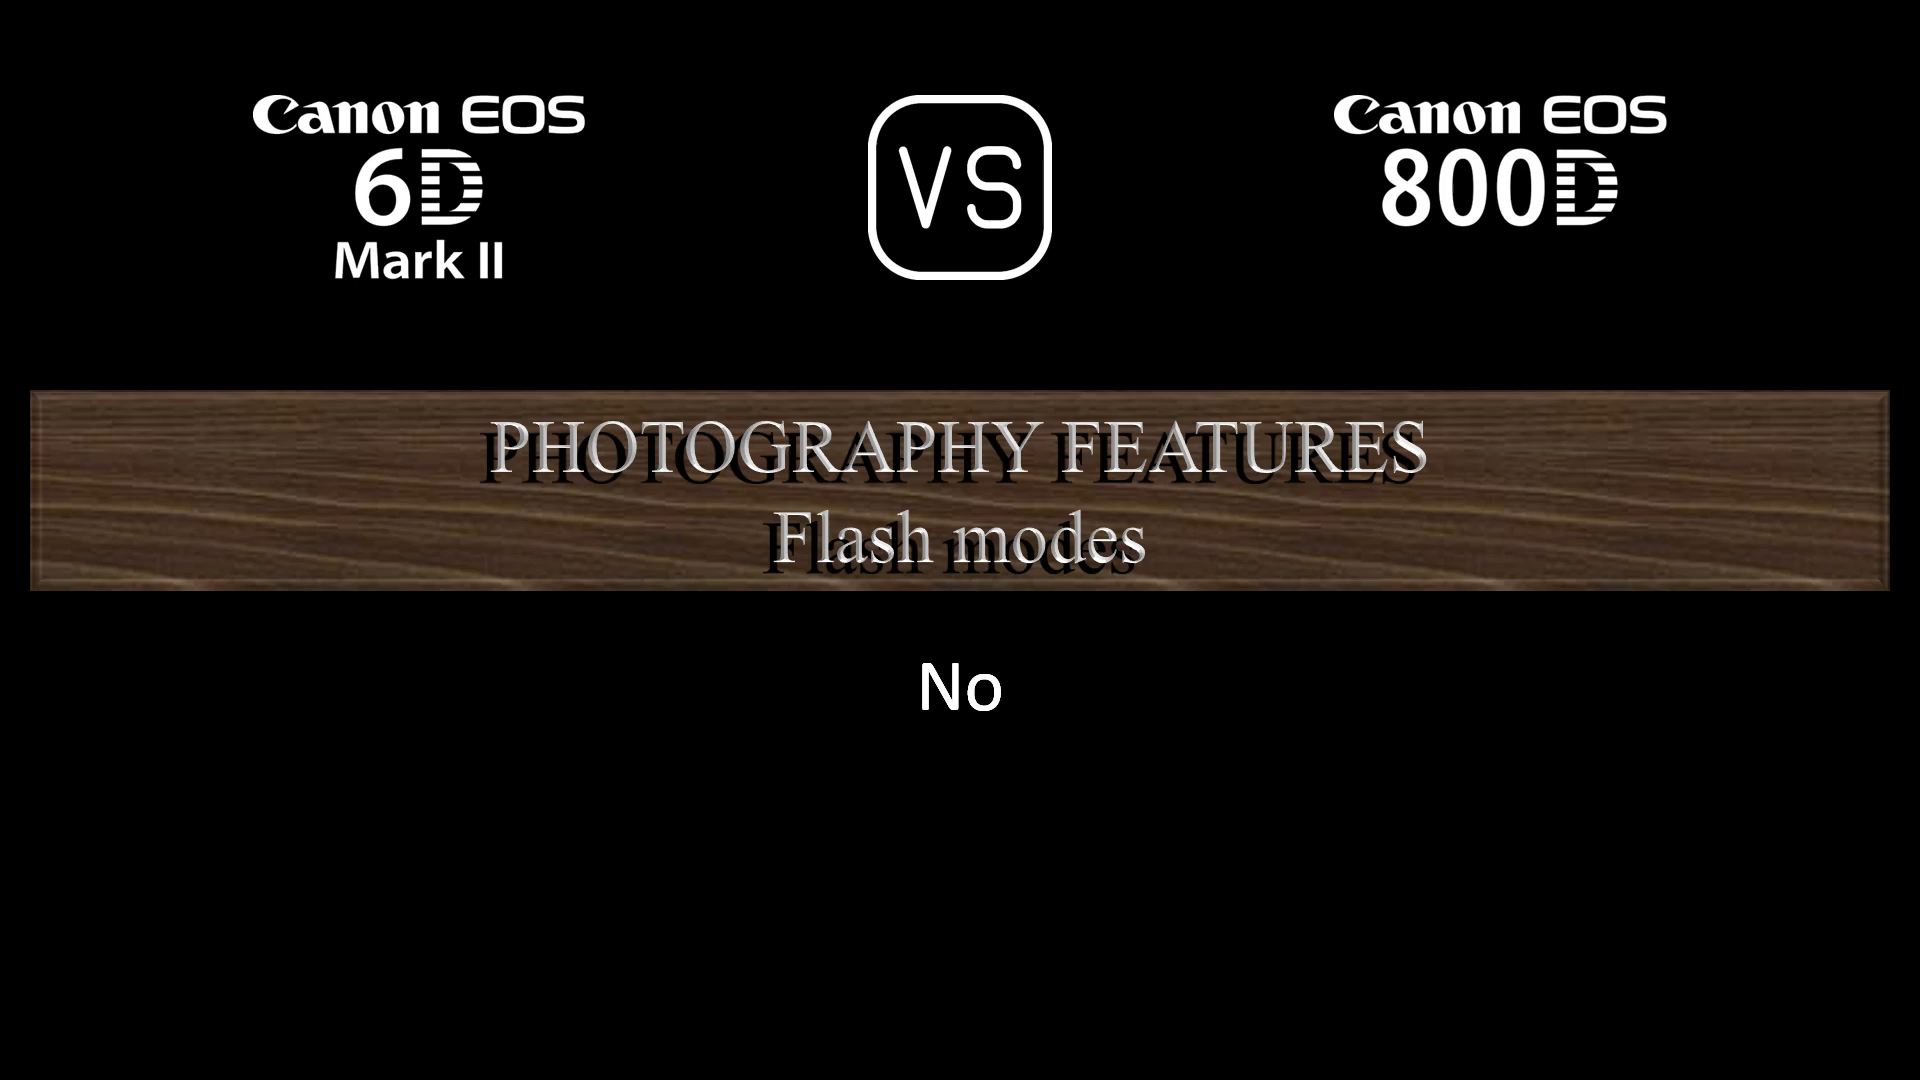 Canon EOS
6D
Mark II
VS
Canon EOS
800D
PHOTOGRAPHY FEATURES
Flash modes
No